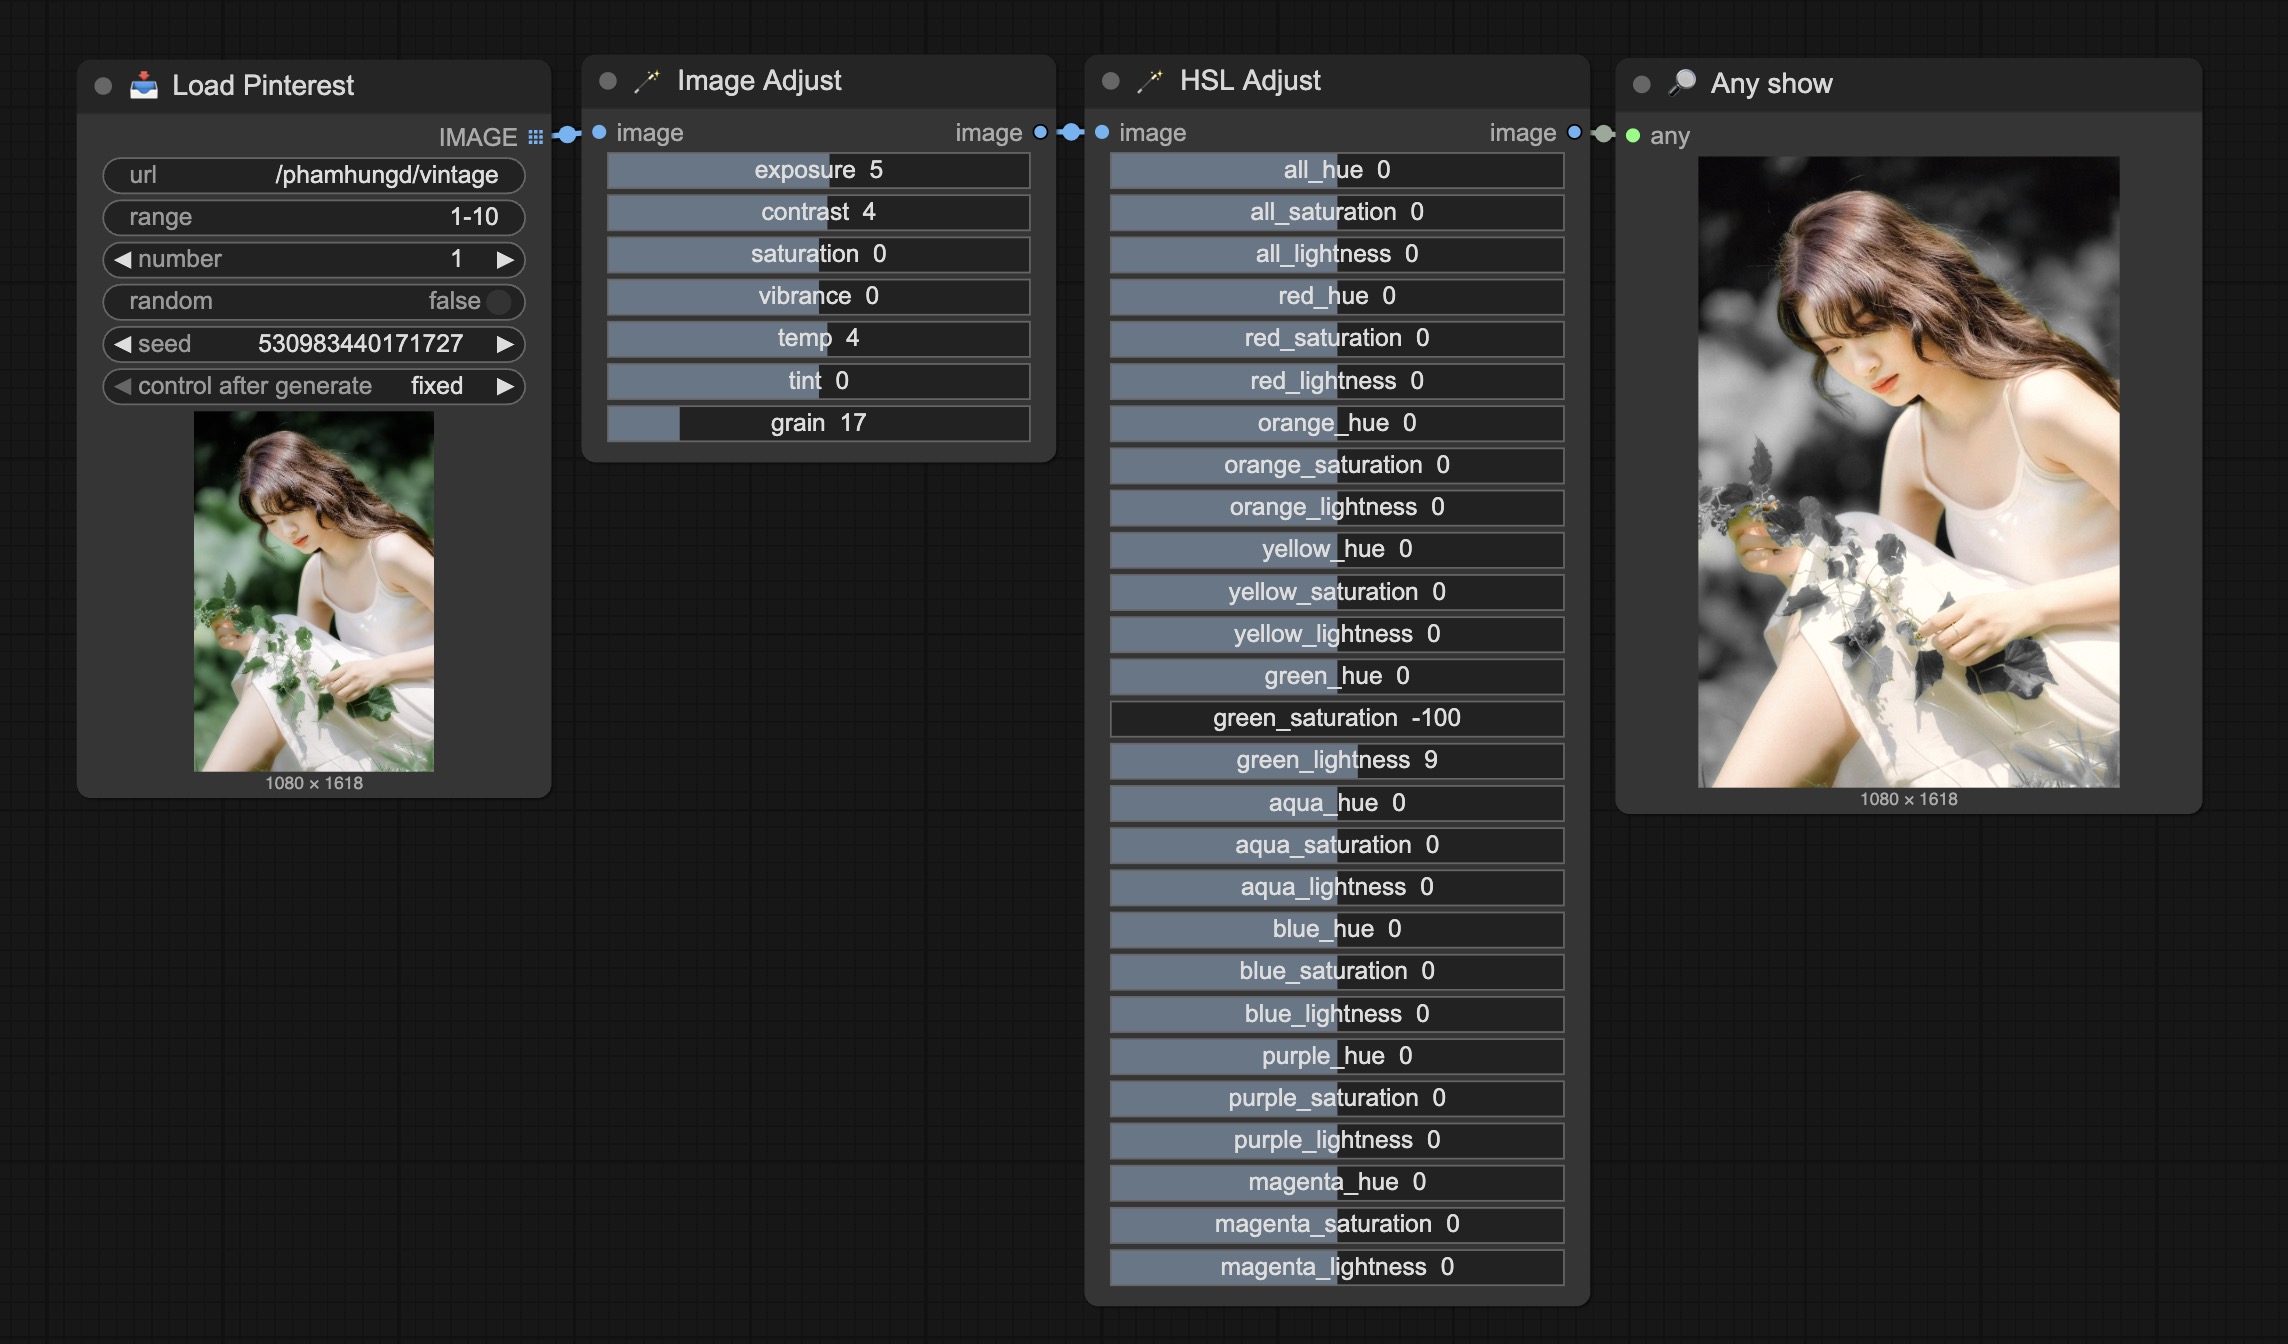 Load Pinterest
IMAGE
url /phamhungd/vintage
range 1-10
number 1
random false
seed 530983440171727
control after generate fixed
1080 × 1618
Image Adjust
image image
exposure 5
contrast 4
saturation 0
vibrance 0
temp 4
tint 0
grain 17
HSL Adjust
image image
all_hue 0
all_saturation 0
all_lightness 0
red_hue 0
red_saturation 0
red_lightness 0
orange_hue 0
orange_saturation 0
orange_lightness 0
yellow_hue 0
yellow_saturation 0
yellow_lightness 0
green_hue 0
green_saturation -100
green_lightness 9
aqua_hue 0
aqua_saturation 0
aqua_lightness 0
blue_hue 0
blue_saturation 0
blue_lightness 0
purple_hue 0
purple_saturation 0
purple_lightness 0
magenta_hue 0
magenta_saturation 0
magenta_lightness 0
Any show
any
1080 × 1618